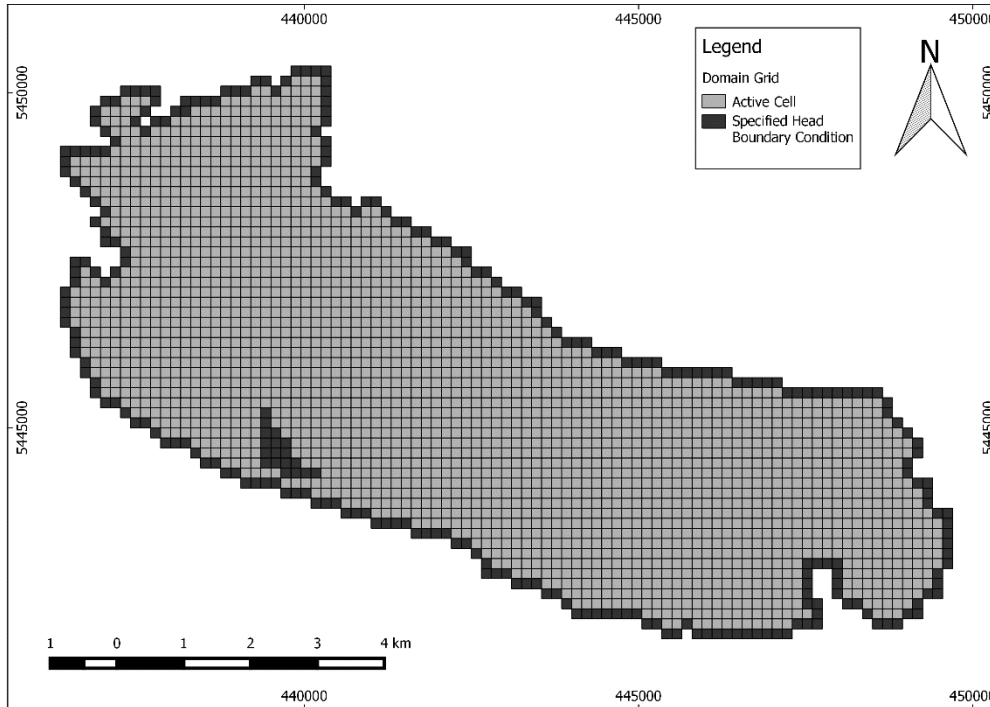 440000 445000 450000
5450000
5450000
Legend
N
Domain Grid
Active Cell
Specified Head
Boundary Condition
5445000
5445000
1 0 1 2 3 4 km
440000 445000 450000